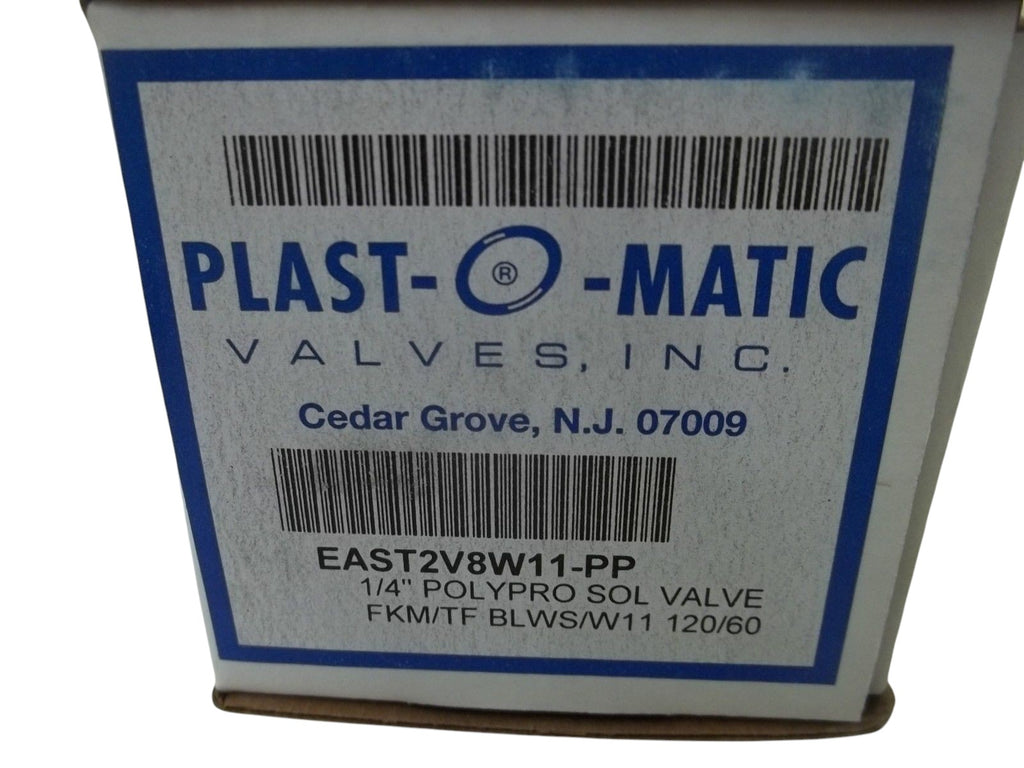 PLAST-O®-MATIC
VALVES, INC.
Cedar Grove, N.J. 07009
EAST2V8W11-PP
1/4" POLYPRO SOL VALVE
FKM/TF BLWS/W11 120/60